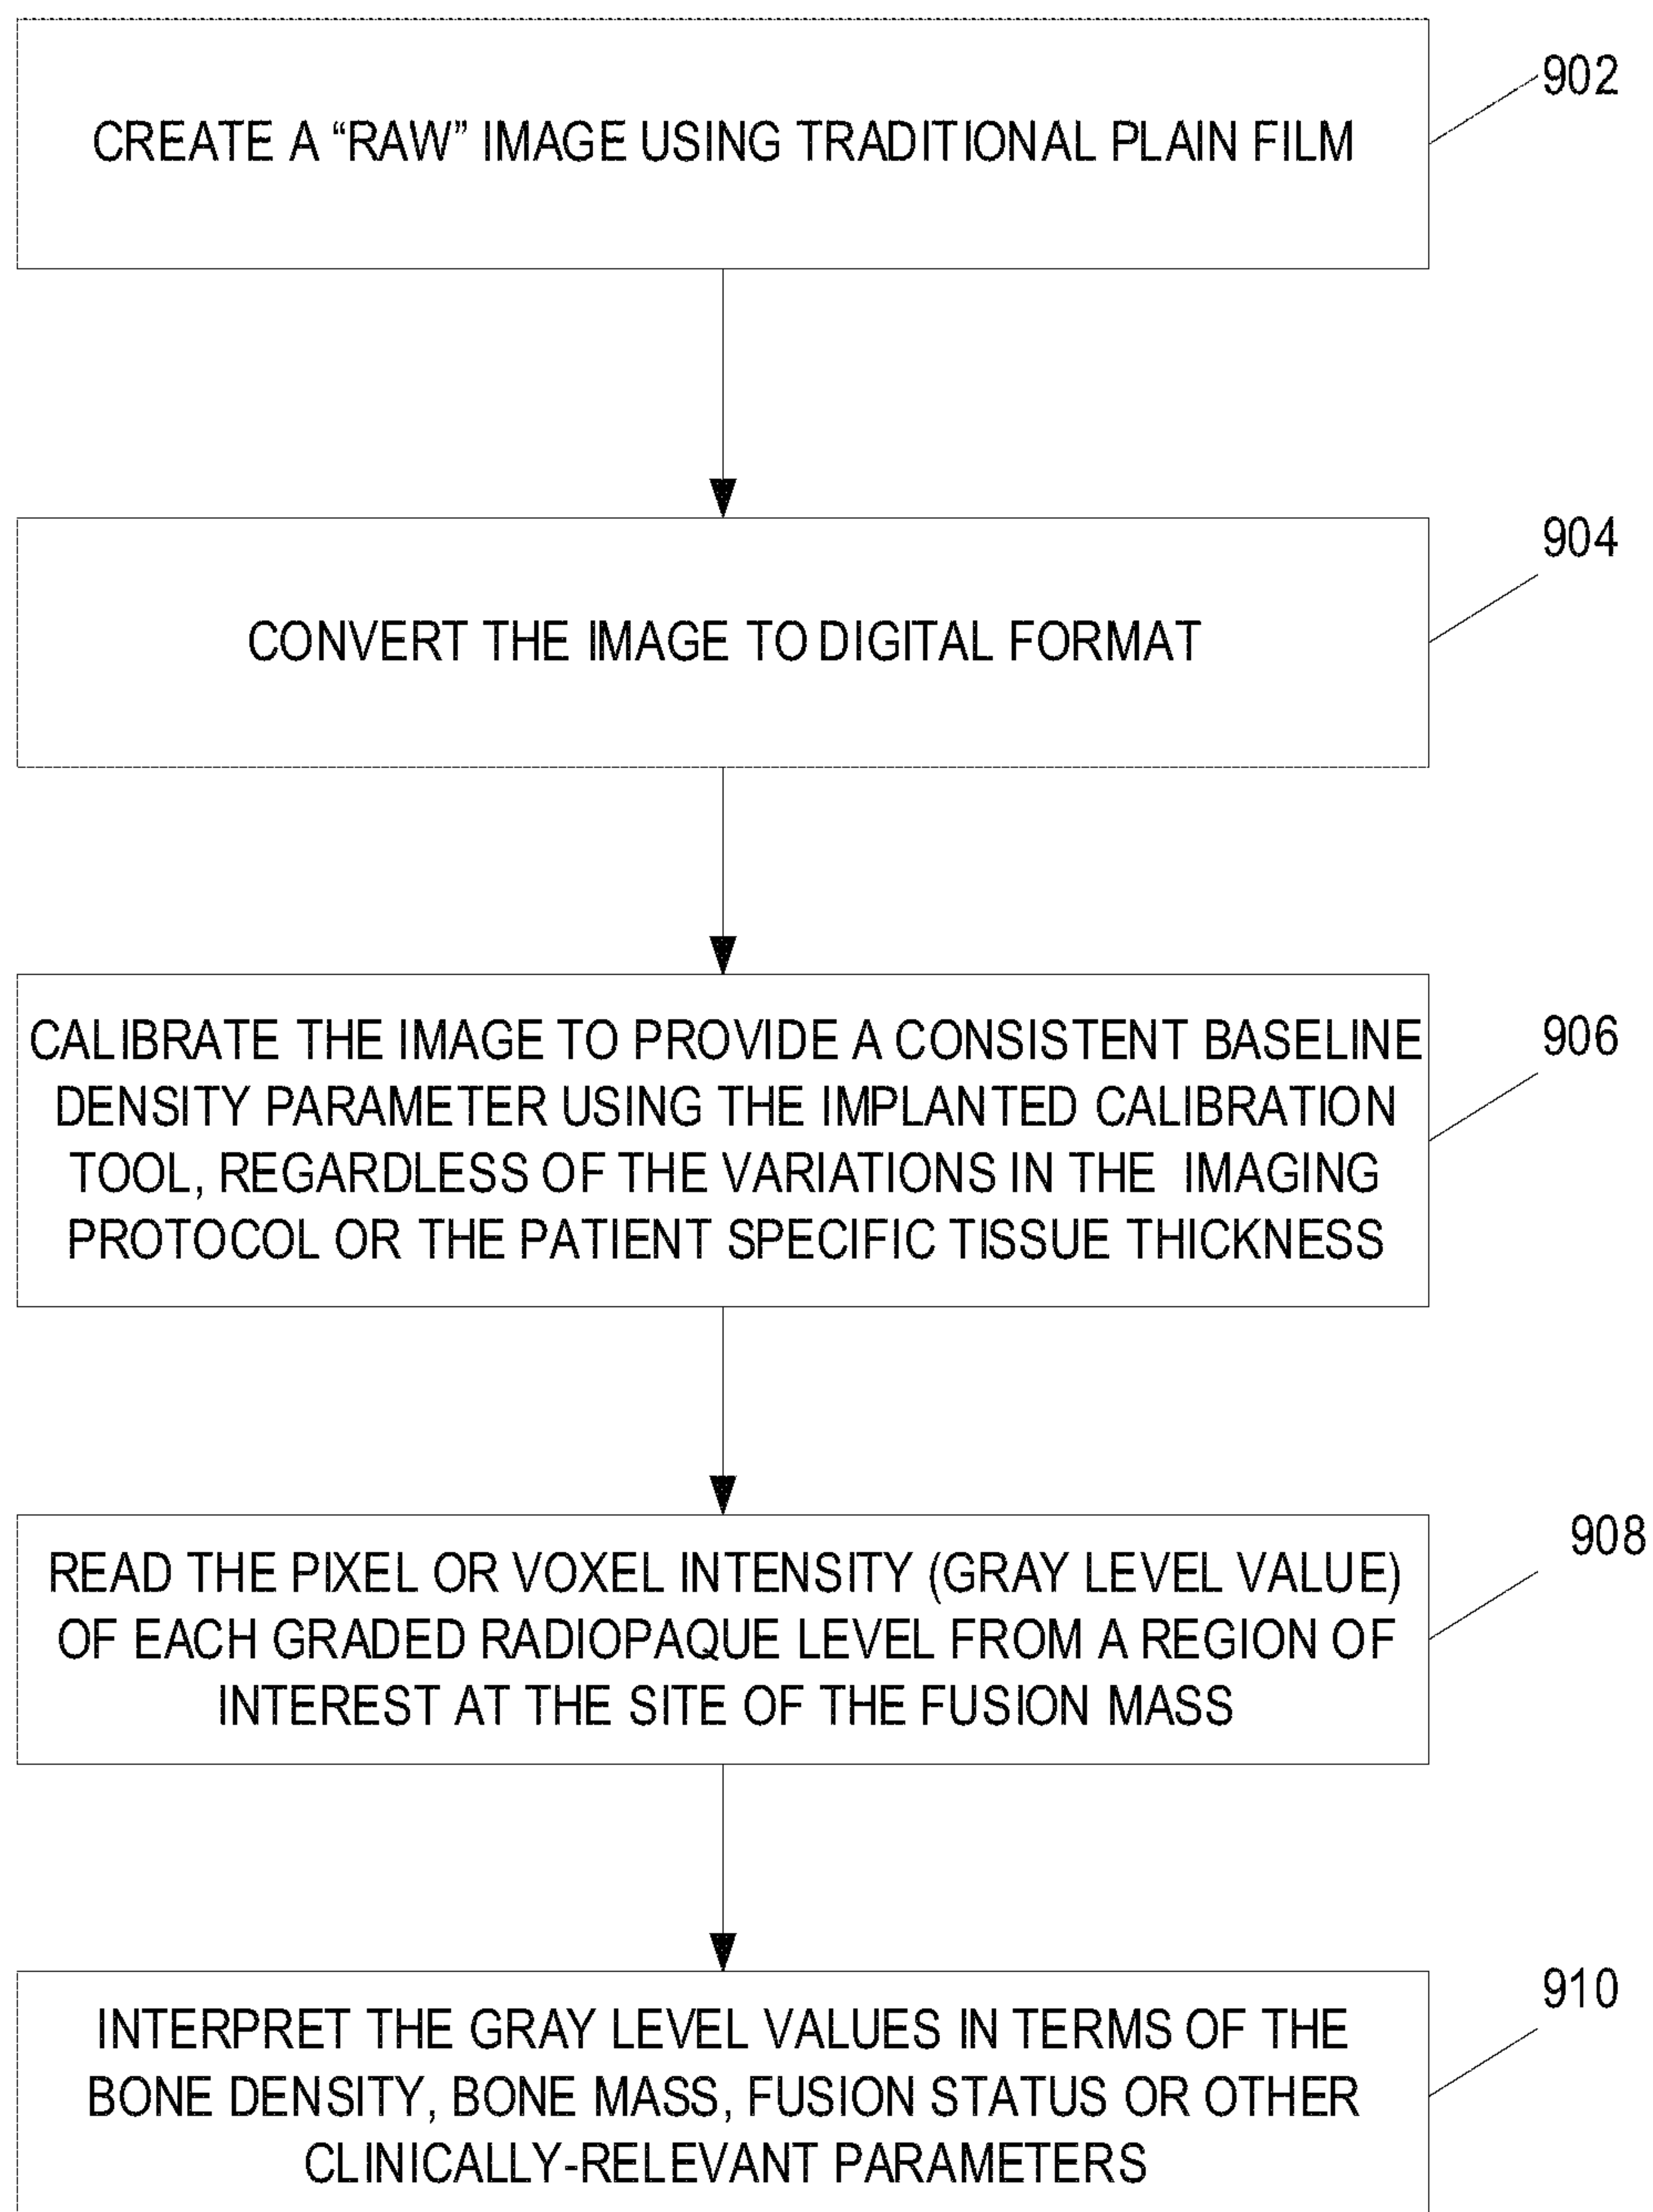 CREATE A “RAW” IMAGE USING TRADITIONAL PLAIN FILM
902
CONVERT THE IMAGE TO DIGITAL FORMAT
904
CALIBRATE THE IMAGE TO PROVIDE A CONSISTENT BASELINE
DENSITY PARAMETER USING THE IMPLANTED CALIBRATION
TOOL, REGARDLESS OF THE VARIATIONS IN THE IMAGING
PROTOCOL OR THE PATIENT SPECIFIC TISSUE THICKNESS
906
READ THE PIXEL OR VOXEL INTENSITY (GRAY LEVEL VALUE)
OF EACH GRADED RADIOPAQUE LEVEL FROM A REGION OF
INTEREST AT THE SITE OF THE FUSION MASS
908
INTERPRET THE GRAY LEVEL VALUES IN TERMS OF THE
BONE DENSITY, BONE MASS, FUSION STATUS OR OTHER
CLINICALLY-RELEVANT PARAMETERS
910